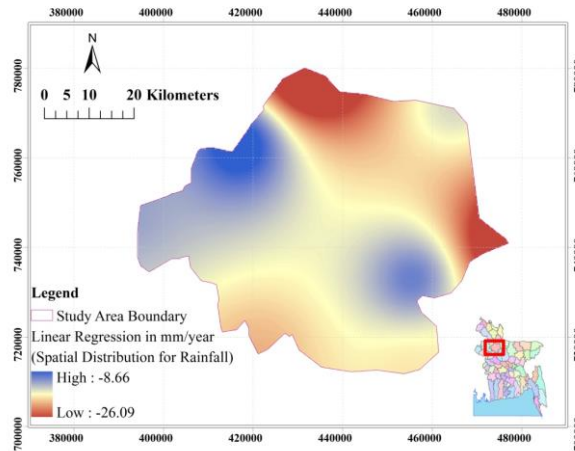 380000 400000 420000 440000 460000 480000
N
0 5 10 20 Kilometers
780000
760000
740000
720000
700000
Legend
Study Area Boundary
Linear Regression in mm/year
(Spatial Distribution for Rainfall)
High : -8.66
Low : -26.09
380000 400000 420000 440000 460000 480000